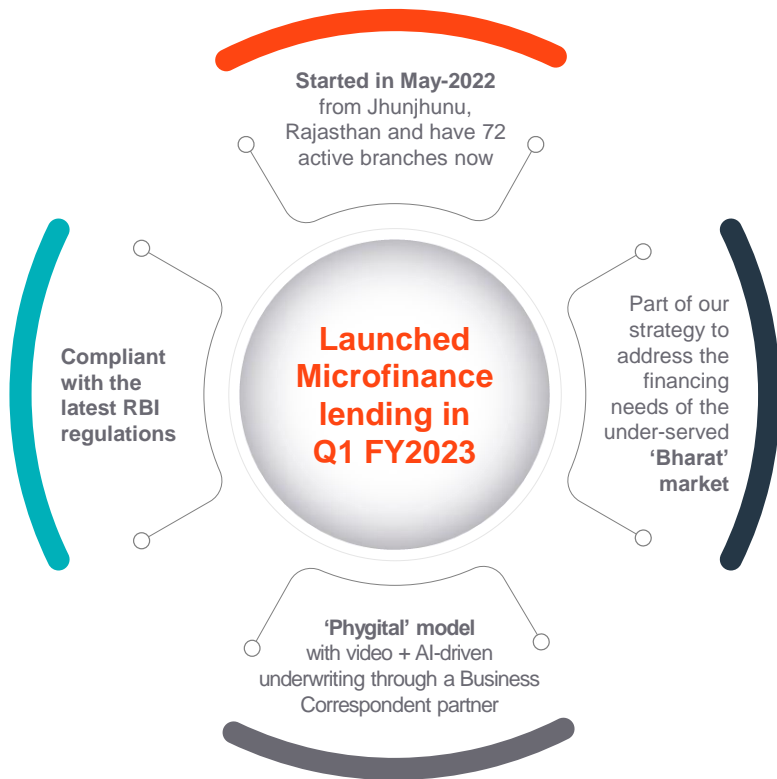 Started in May-2022
from Jhunjhunu,
Rajasthan and have 72
active branches now
Compliant
with the
latest RBI
regulations
Launched
Microfinance
lending in
Q1 FY2023
Part of our
strategy to
address the
financing
needs of the
under-served
‘Bharat’
market
‘Phygital’ model
with video + AI-driven
underwriting through a Business
Correspondent partner